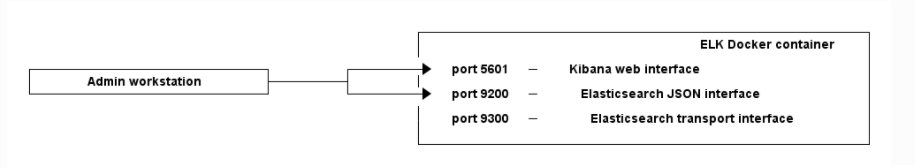 ELK Docker container
port 5601 – Kibana web interface
Admin workstation
port 9200 – Elasticsearch JSON interface
port 9300 – Elasticsearch transport interface